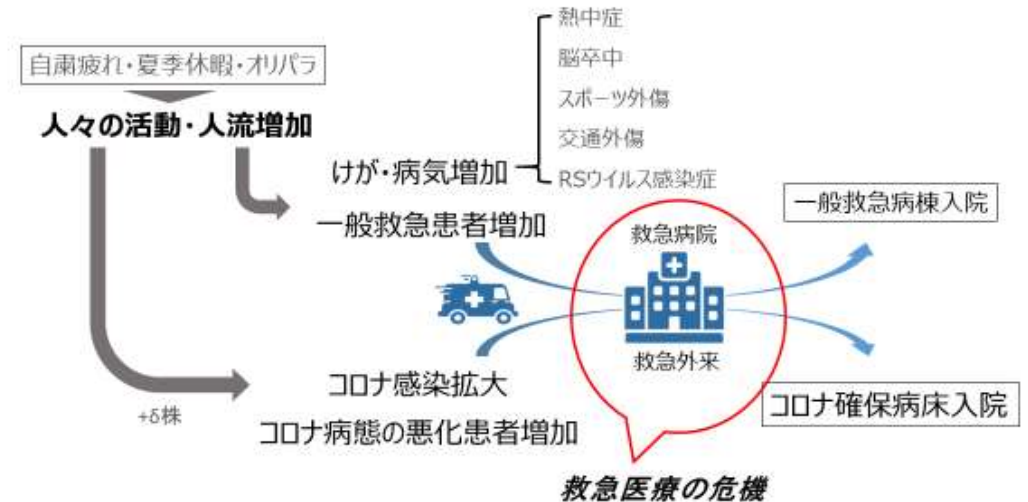 自粛疲れ・夏季休暇・オリパラ
人々の活動・人流増加
けが・病気増加
熱中症
脳卒中
スポーツ外傷
交通外傷
RSウイルス感染症
一般救急患者増加
救急病院
救急外来
一般救急病棟入院
+δ株
コロナ感染拡大
コロナ病態の悪化患者増加
コロナ確保病床入院
救急医療の危機